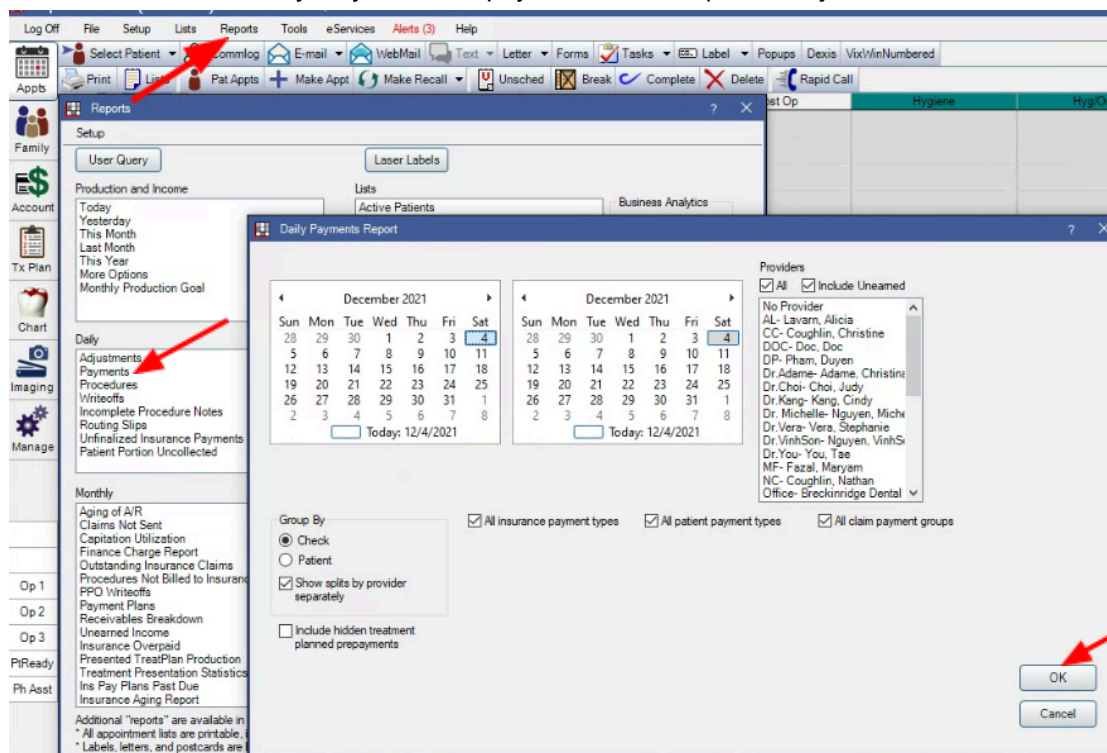 Log Off File Setup Lists Reports Tools eServices Alerts (3) Help
Select Patient Commlog E-mail WebMail Text Letter Forms Tasks Label Popups Dexis VixWinNumbered
Print Pat Appts Make Appt Make Recall Unsched Break Complete Delete Rapid Call
Appts
Family
Account
Tx Plan
Chart
Imaging
Manage
Op 1
Op 2
Op 3
PtReady
Ph Asst
Hygiene
Reports
Setup
User Query Laser Labels
Production and Income
Today
Yesterday
This Month
Last Month
This Year
More Options
Monthly Production Goal
Lists
Active Patients
Business Analytics
Daily
Adjustments
Payments
Procedures
Writeoffs
Incomplete Procedure Notes
Routing Slips
Unfinalized Insurance Payments
Patient Portion Uncollected
Monthly
Aging of A/R
Claims Not Sent
Capitation Utilization
Finance Charge Report
Outstanding Insurance Claims
Procedures Not Billed to Insuranc
PPO Writeoffs
Payment Plans
Receivables Breakdown
Unearned Income
Insurance Overpaid
Presented TreatPlan Production
Treatment Presentation Statistics
Ins Pay Plans Past Due
Insurance Aging Report
Additional "reports" are available in
* All appointment lists are printable,
* Labels, letters, and postcards are
Daily Payments Report
December 2021
Sun Mon Tue Wed Thu Fri Sat
28 29 30 1 2 3 4
5 6 7 8 9 10 11
12 13 14 15 16 17 18
19 20 21 22 23 24 25
26 27 28 29 30 31 1
2 3 4 5 6 7 8
Today: 12/4/2021
December 2021
Sun Mon Tue Wed Thu Fri Sat
28 29 30 1 2 3 4
5 6 7 8 9 10 11
12 13 14 15 16 17 18
19 20 21 22 23 24 25
26 27 28 29 30 31 1
2 3 4 5 6 7 8
Today: 12/4/2021
Providers
All Include Unearned
No Provider
AL- Lavarn, Alicia
CC- Coughlin, Christine
DOC- Doc, Doc
DP- Pham, Duyen
Dr.Adame- Adame, Christina
Dr.Choi- Choi, Judy
Dr.Kang- Kang, Cindy
Dr. Michelle- Nguyen, Miche
Dr.Vera- Vera, Stephanie
Dr.VinhSon- Nguyen, VinhS
Dr.You- You, Tae
MF- Fazal, Maryam
NC- Coughlin, Nathan
Office- Breckinridge Dental
Group By
Check
Patient
Show splits by provider
separately
Include hidden treatment
planned prepayments
All insurance payment types All patient payment types All claim payment groups
OK
Cancel